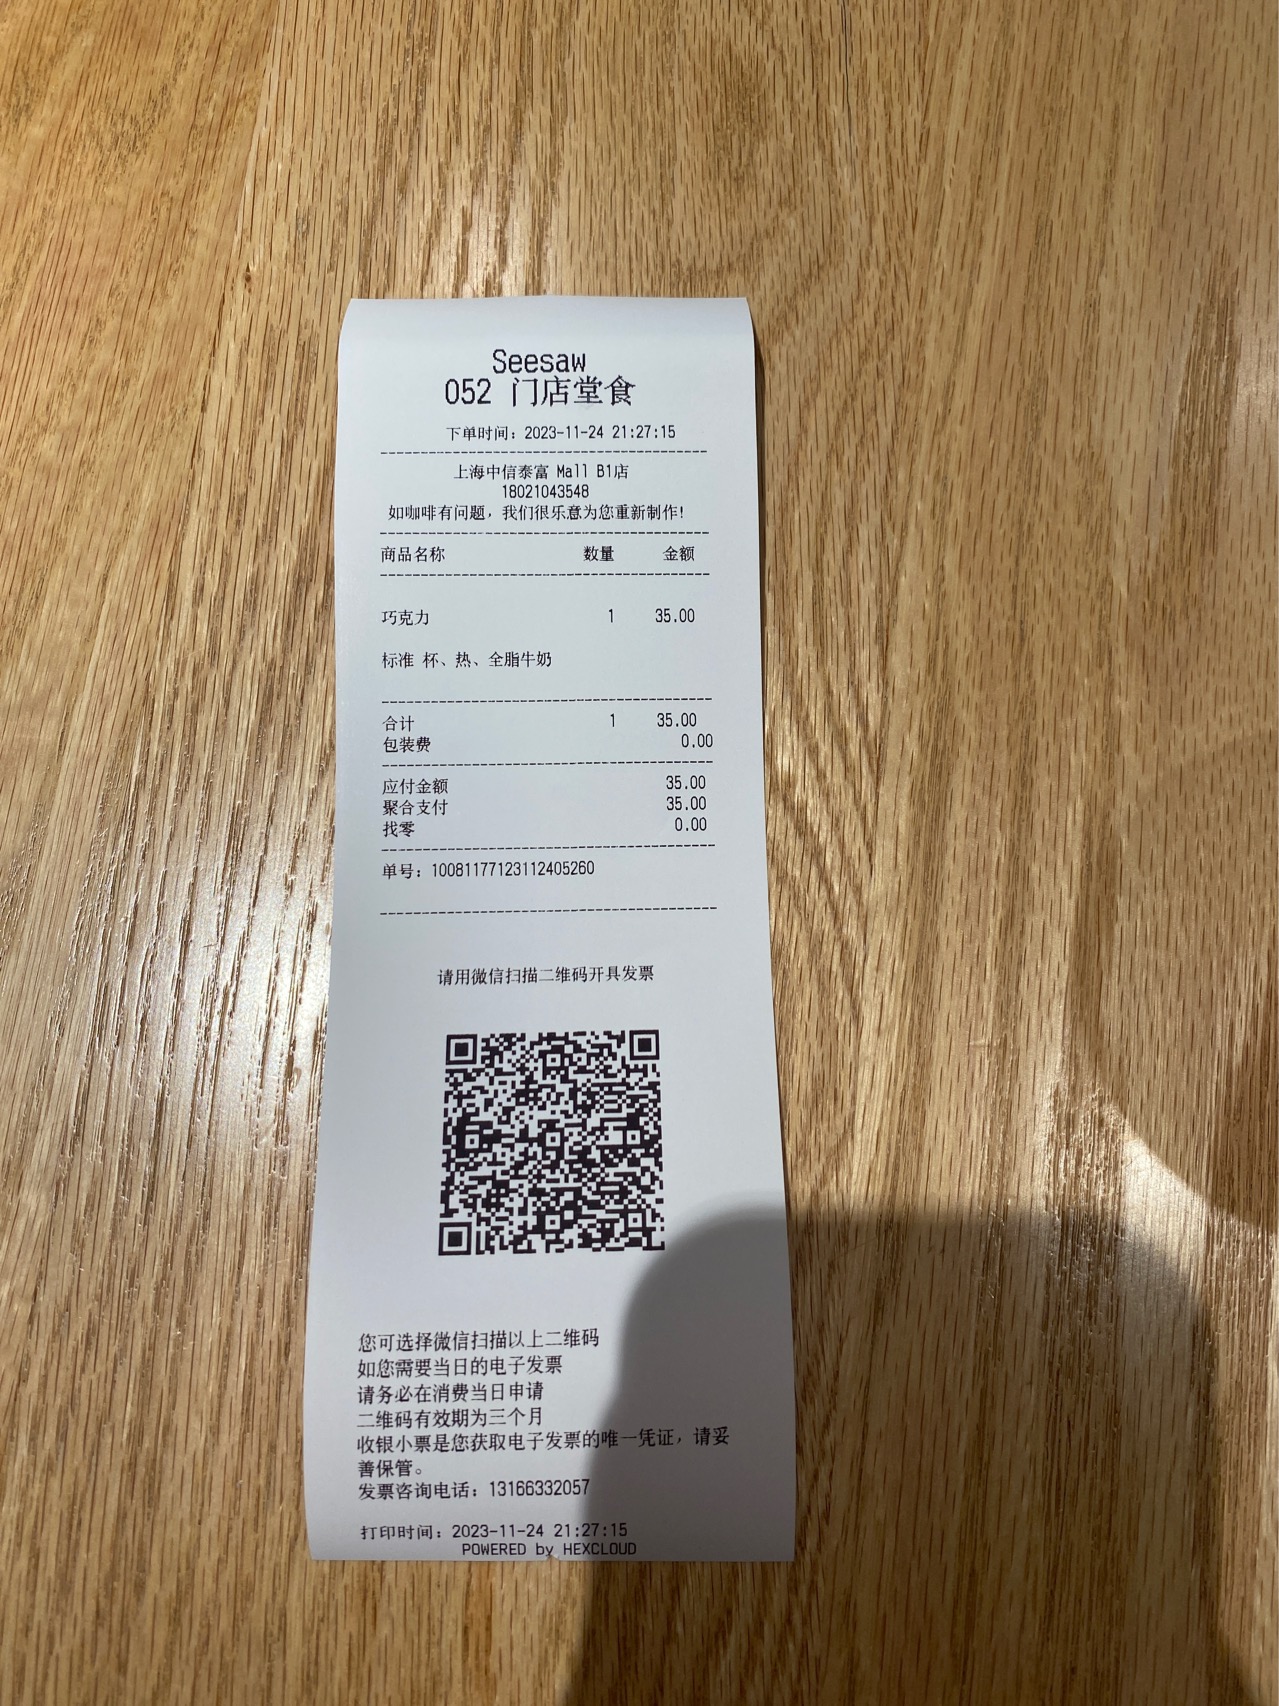 Seesaw
052 门店堂食
下单时间：2023-11-24 21:27:15
上海中信泰富 Mall B1店
18021043548
如咖啡有问题，我们很乐意为您重新制作！
商品名称 数量 金额
巧克力 1 35.00
标准 杯、热、全脂牛奶
合计 1 35.00
包装费 0.00
应付金额 35.00
聚合支付 35.00
找零 0.00
单号：10081177123112405260
请用微信扫描二维码开具发票
您可选择微信扫描以上二维码
如您需要当日的电子发票
请务必在消费当日申请
二维码有效期为三个月
收银小票是您获取电子发票的唯一凭证，请妥
善保管。
发票咨询电话：13166332057
打印时间：2023-11-24 21:27:15
POWERED by HEXCLOUD